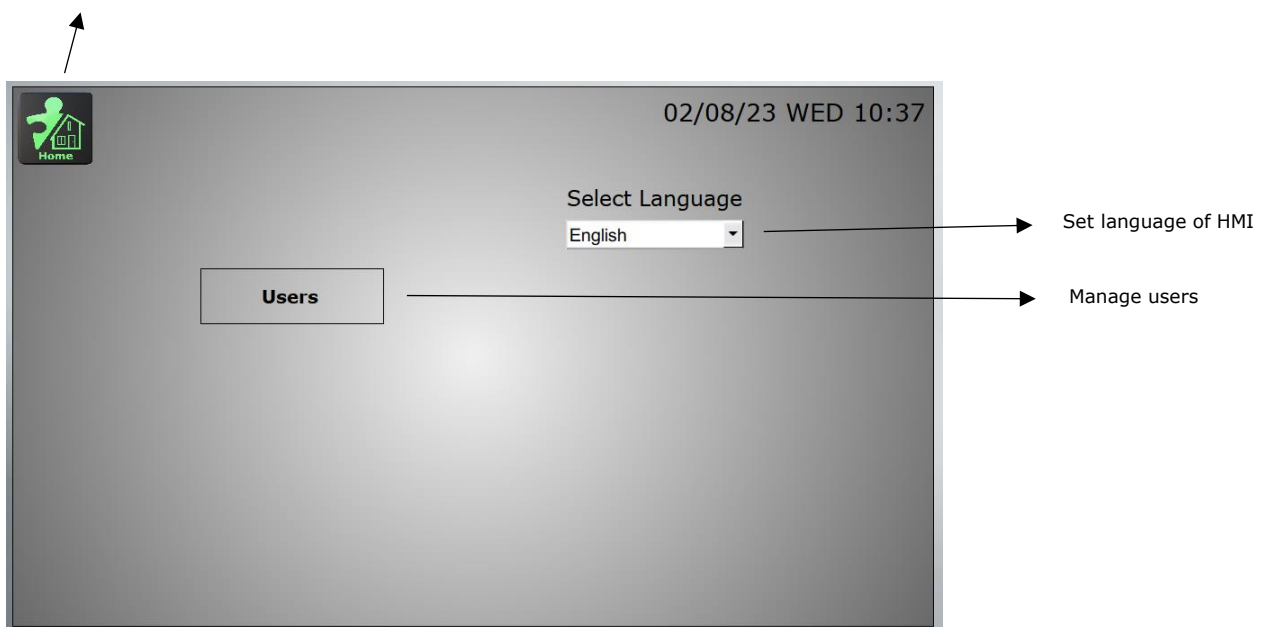 Home
02/08/23 WED 10:37
Select Language
English
Set language of HMI
Users
Manage users